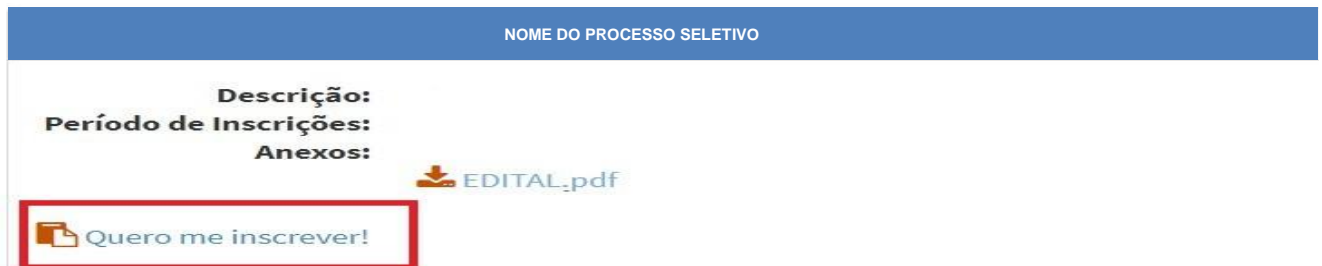 NOME DO PROCESSO SELETIVO
Descrição:
Período de Inscrições:
Anexos:
EDITAL.pdf
Quero me inscrever!